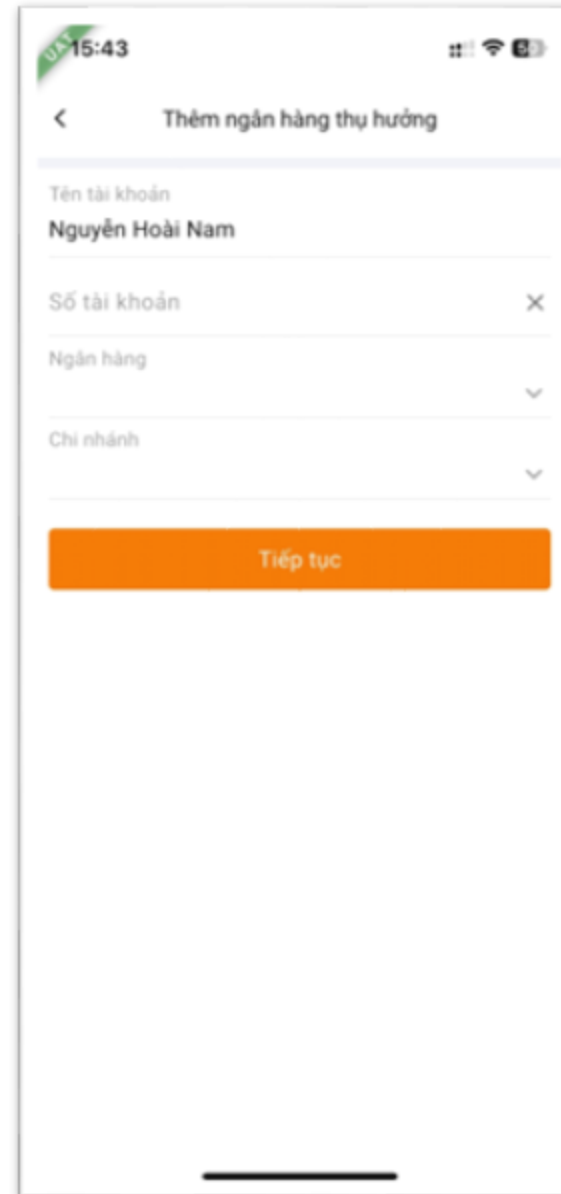 UAT
15:43
Thêm ngân hàng thụ hưởng
Tên tài khoản
Nguyễn Hoài Nam
Số tài khoản
Ngân hàng
Chi nhánh
Tiếp tục